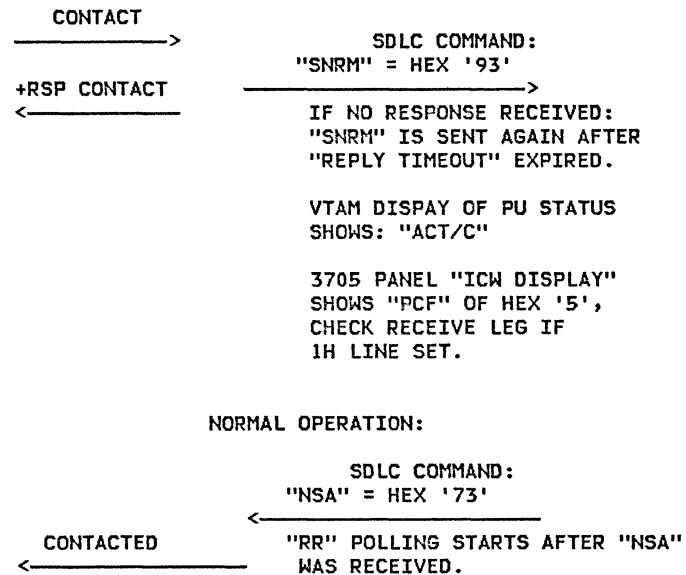 CONTACT
SDLC COMMAND:
"SNRM" = HEX '93'
+RSP CONTACT
IF NO RESPONSE RECEIVED:
"SNRM" IS SENT AGAIN AFTER
"REPLY TIMEOUT" EXPIRED.
VTAM DISPAY OF PU STATUS
SHOWS: "ACT/C"
3705 PANEL "ICW DISPLAY"
SHOWS "PCF" OF HEX '5',
CHECK RECEIVE LEG IF
1H LINE SET.
NORMAL OPERATION:
SDLC COMMAND:
"NSA" = HEX '73'
CONTACTED
"RR" POLLING STARTS AFTER "NSA"
WAS RECEIVED.